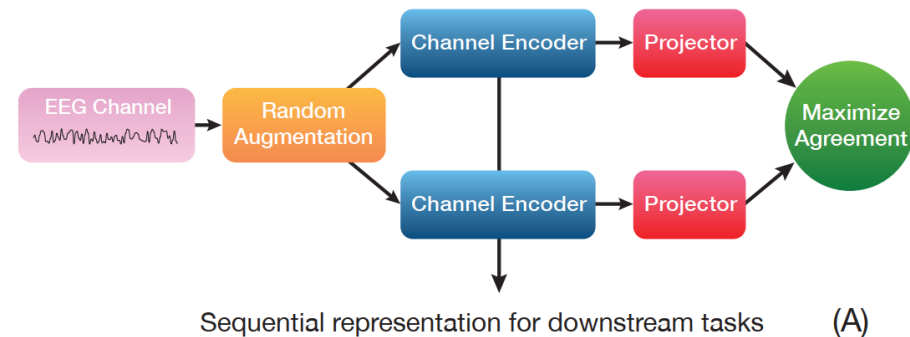 Channel Encoder
Projector
EEG Channel
Random
Augmentation
Maximize
Agreement
Channel Encoder
Projector
Sequential representation for downstream tasks
(A)